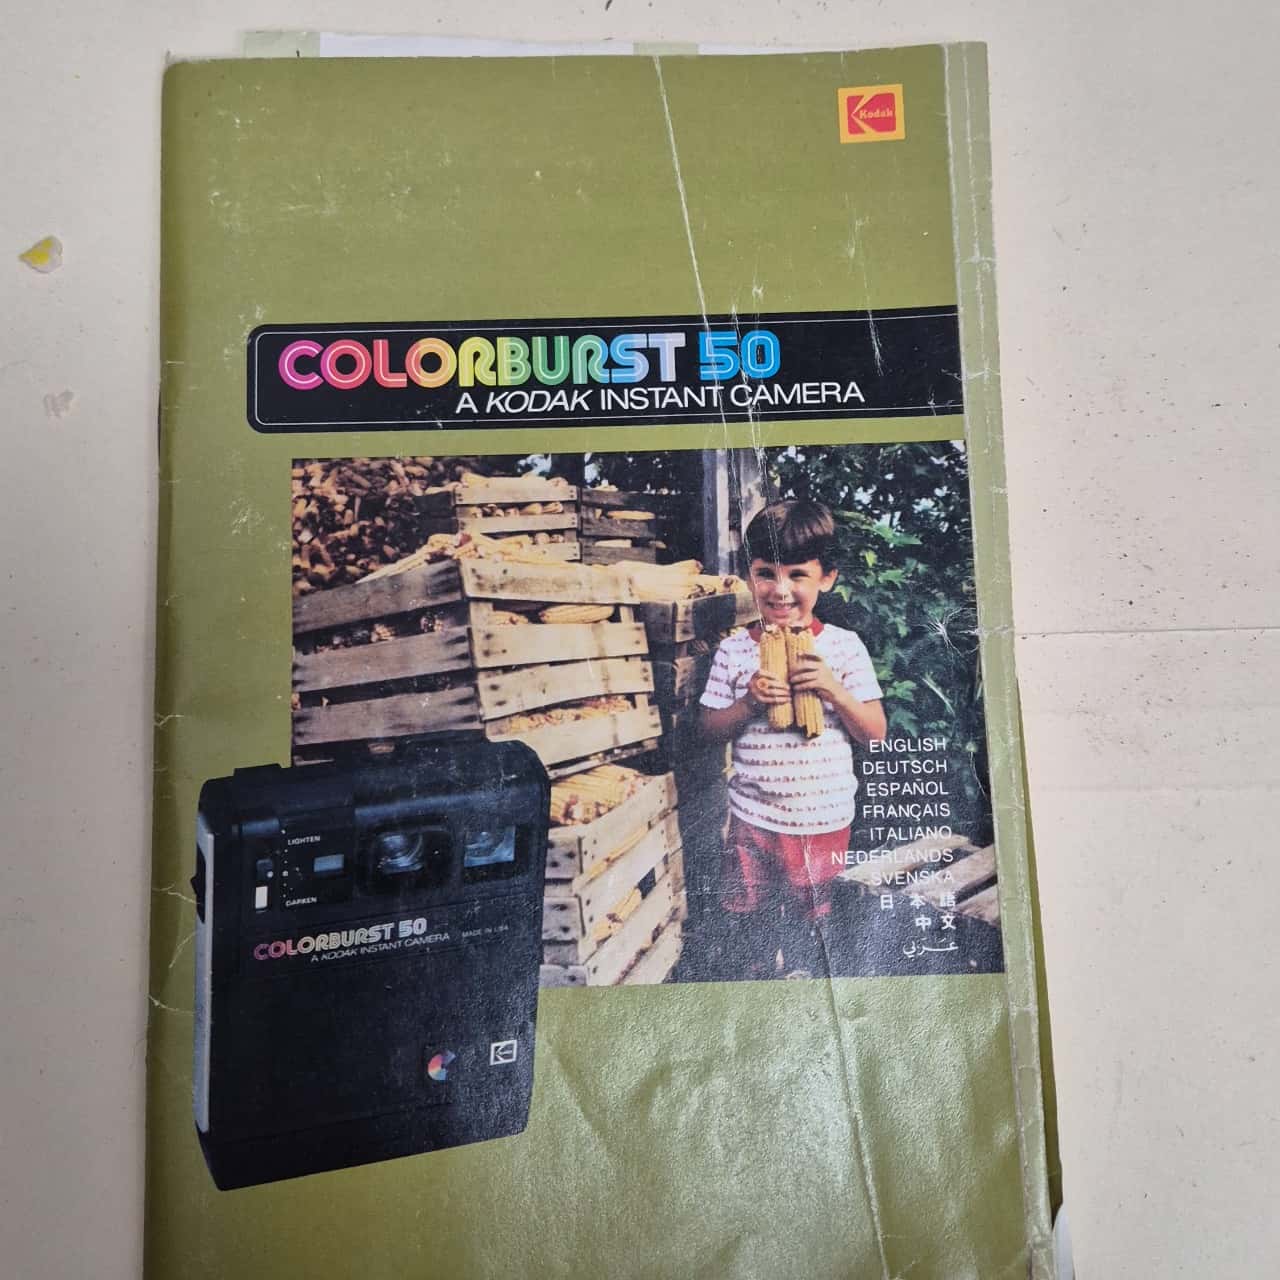 Kodak
COLORBURST 50
A KODAK INSTANT CAMERA
ENGLISH
DEUTSCH
ESPAÑOL
FRANÇAIS
ITALIANO
NEDERLANDS
SVENSKA
日本語
中文
عَرَبي
LIGHTEN
DARKEN
COLORBURST 50
A KODAK INSTANT CAMERA MADE IN USA